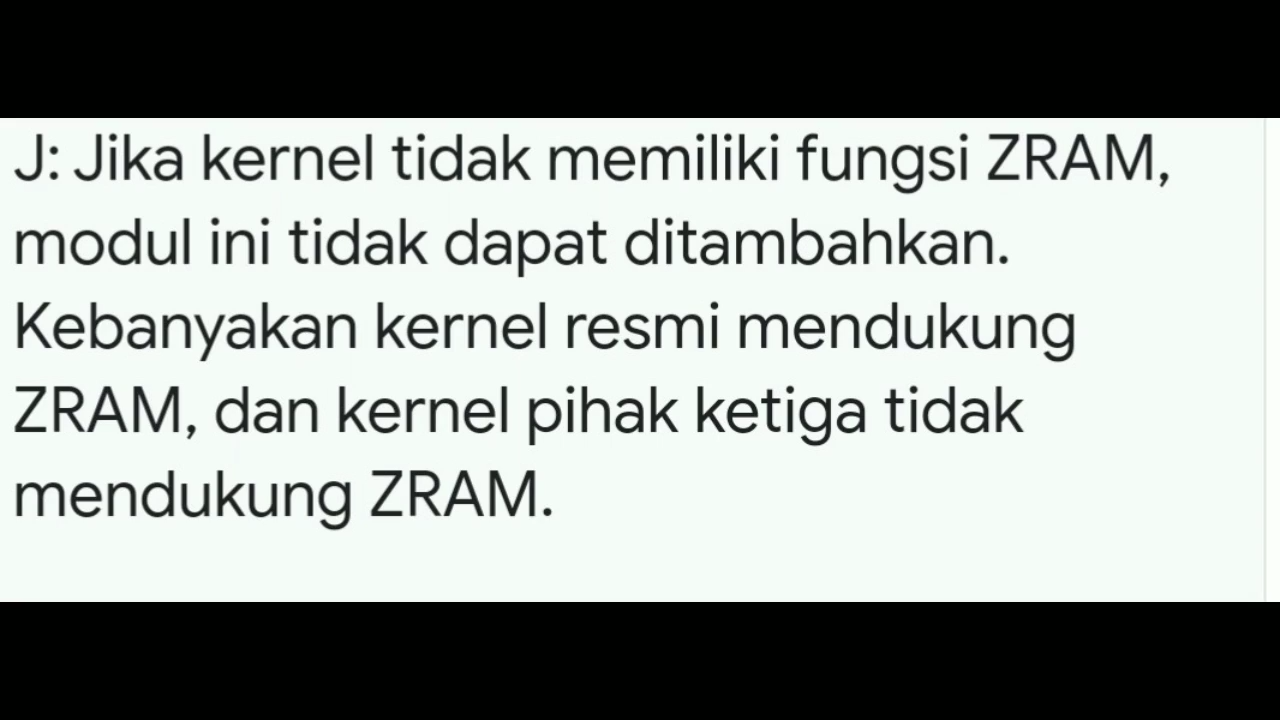 J: Jika kernel tidak memiliki fungsi ZRAM,
modul ini tidak dapat ditambahkan.
Kebanyakan kernel resmi mendukung
ZRAM, dan kernel pihak ketiga tidak
mendukung ZRAM.